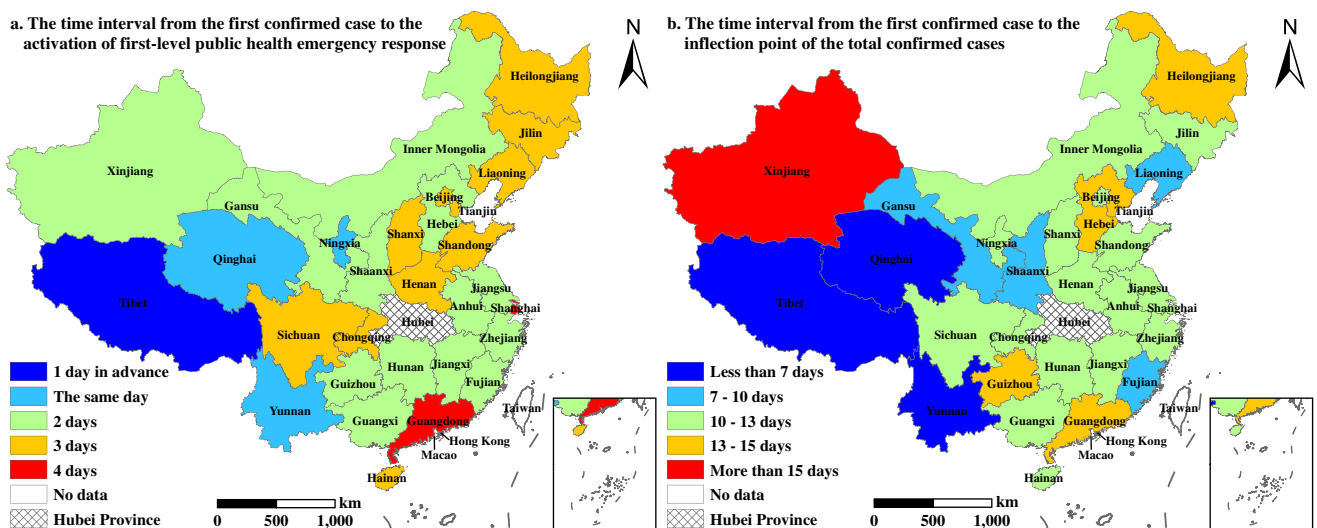 a. The time interval from the first confirmed case to the
activation of first-level public health emergency response
N
Heilongjiang
Jilin
Inner Mongolia
Liaoning
Xinjiang
Beijing
Tianjin
Gansu
Hebei
Ningxia
Shanxi
Shandong
Qinghai
Shaanxi
Henan
Jiangsu
Tibet
Anhui
Shanghai
Hubei
Sichuan
Chongqing
Zhejiang
Hunan
Jiangxi
Guizhou
Fujian
Yunnan
Taiwan
Guangxi
Guangdong
Hong Kong
Macao
Hainan
1 day in advance
The same day
2 days
3 days
4 days
No data
Hubei Province
km
0 500 1,000
b. The time interval from the first confirmed case to the
inflection point of the total confirmed cases
N
Heilongjiang
Jilin
Inner Mongolia
Liaoning
Xinjiang
Beijing
Tianjin
Gansu
Hebei
Ningxia
Shanxi
Shandong
Qinghai
Shaanxi
Henan
Jiangsu
Tibet
Anhui
Shanghai
Hubei
Sichuan
Chongqing
Zhejiang
Hunan
Jiangxi
Guizhou
Fujian
Yunnan
Taiwan
Guangxi
Guangdong
Hong Kong
Macao
Hainan
Less than 7 days
7 - 10 days
10 - 13 days
13 - 15 days
More than 15 days
No data
Hubei Province
km
0 500 1,000